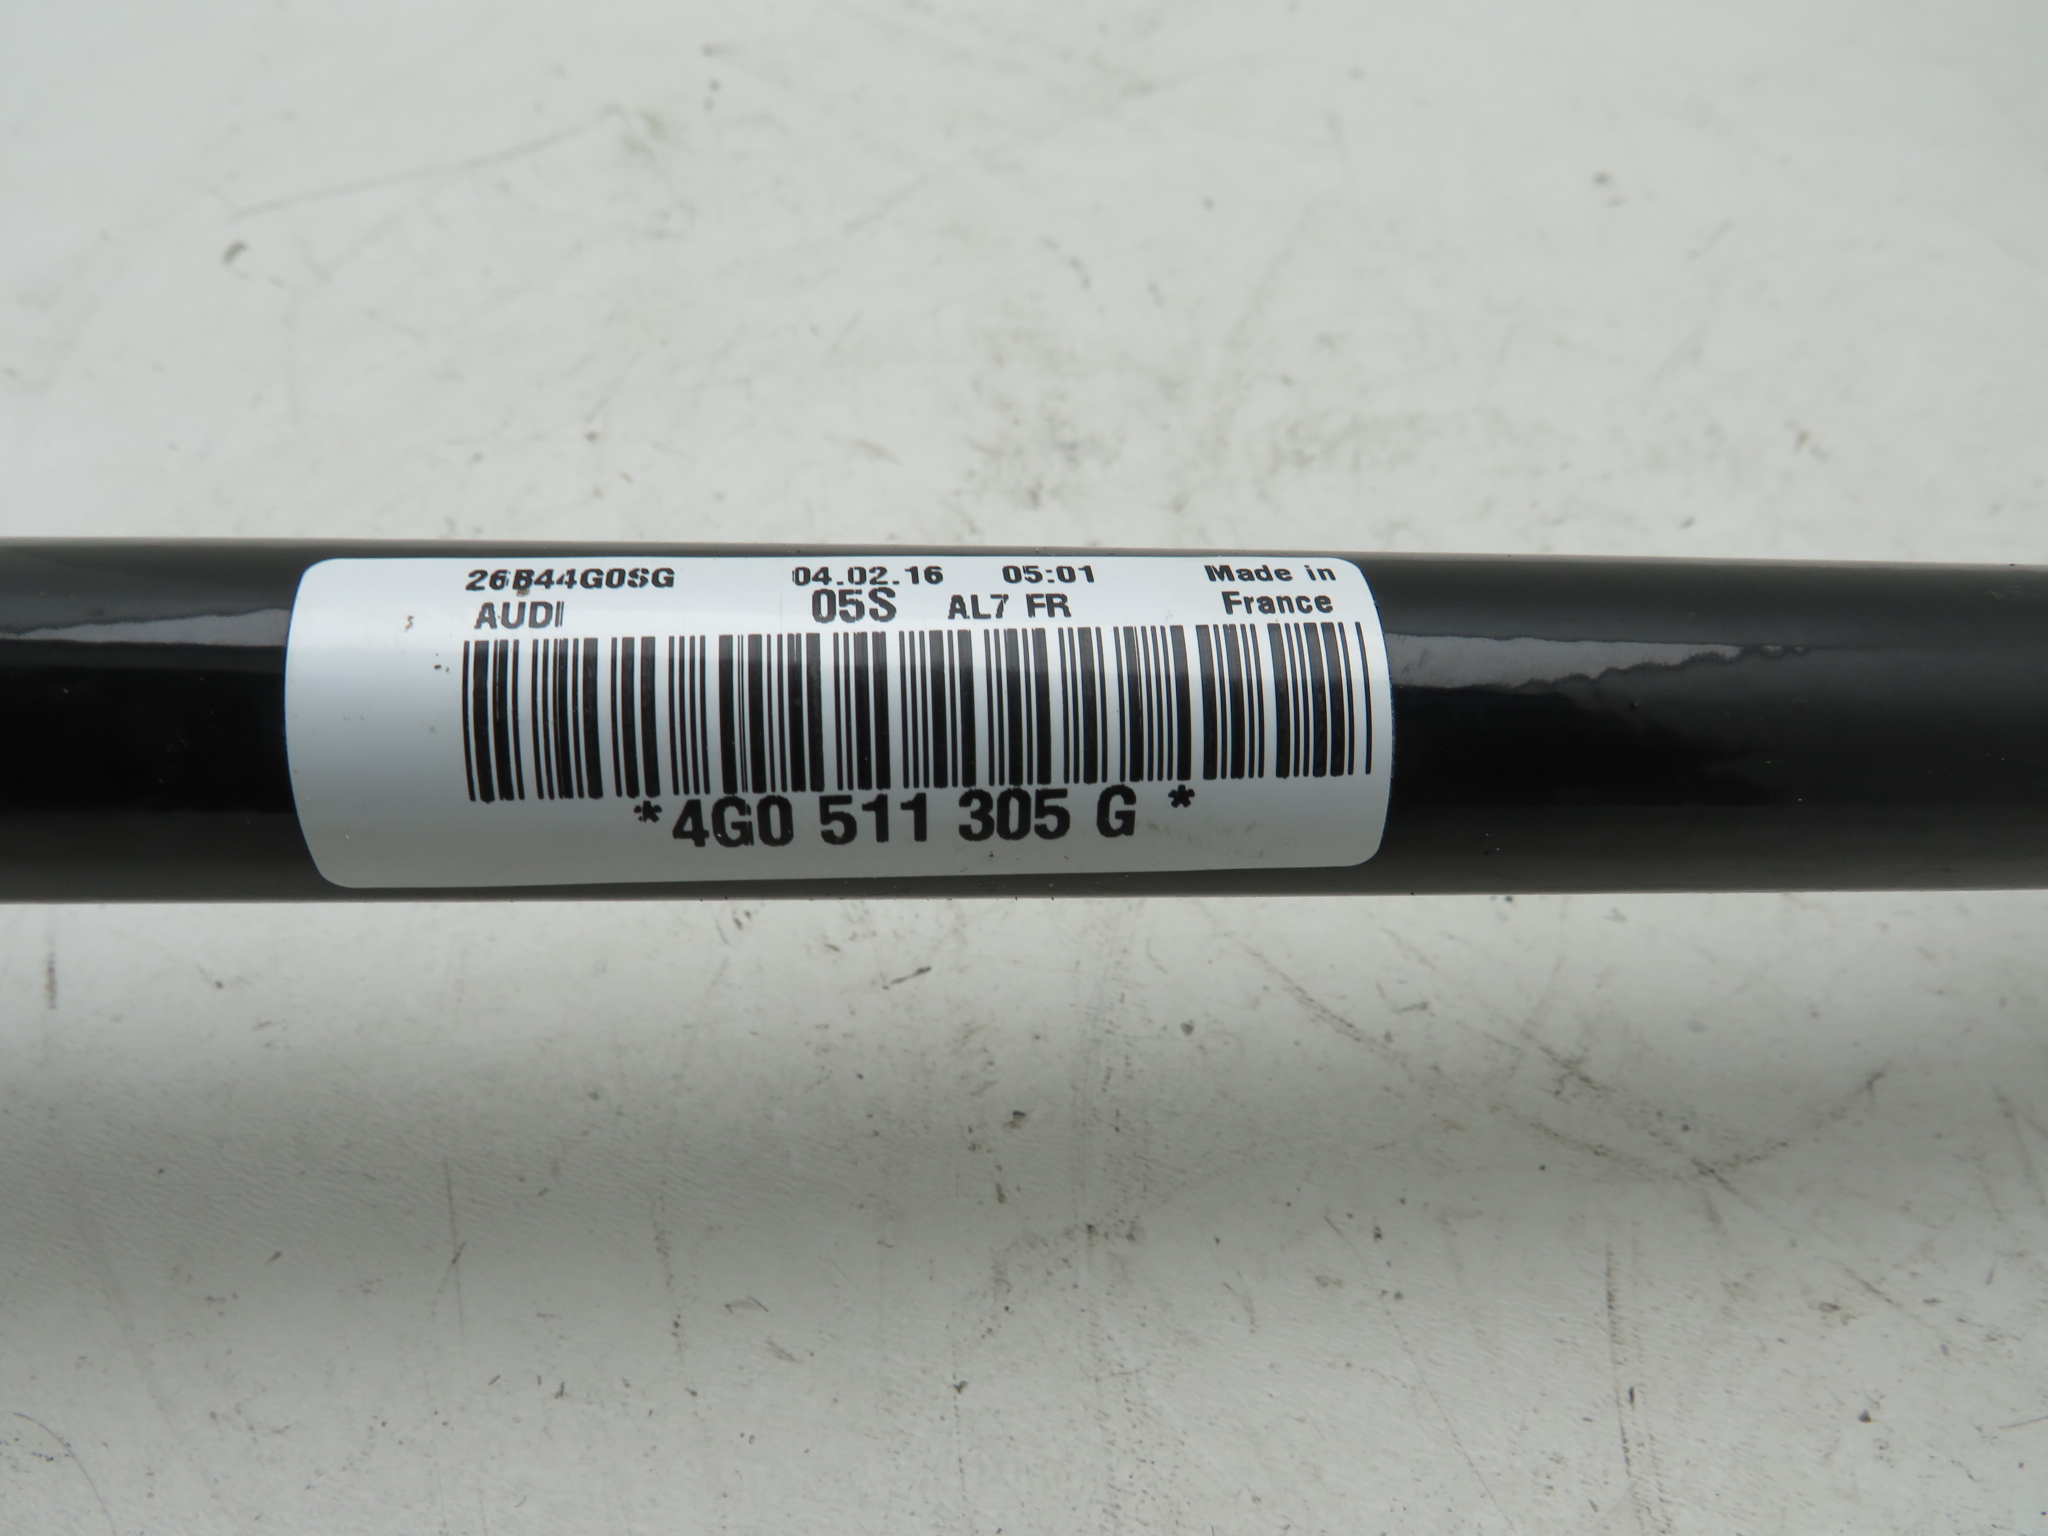 26B44G0SG 04.02.16 05:01 Made in
AUDI 05S AL7 FR France
*4G0 511 305 G *